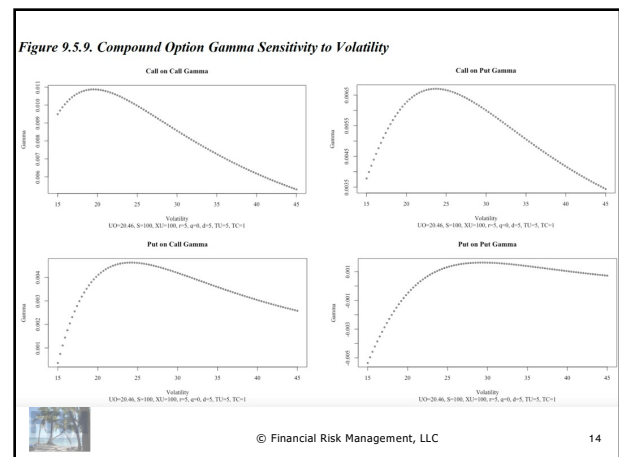 Figure 9.5.9. Compound Option Gamma Sensitivity to Volatility
Call on Call Gamma
Gamma
0.006 0.007 0.008 0.009 0.010 0.011
15 20 25 30 35 40 45
Volatility
UO=20.46, S=100, XU=100, r=5, q=0, d=5, TU=5, TC=1
Call on Put Gamma
Gamma
0.0035 0.0045 0.0055 0.0065
15 20 25 30 35 40 45
Volatility
UO=20.46, S=100, XU=100, r=5, q=0, d=5, TU=5, TC=1
Put on Call Gamma
Gamma
0.001 0.002 0.003 0.004
15 20 25 30 35 40 45
Volatility
UO=20.46, S=100, XU=100, r=5, q=0, d=5, TU=5, TC=1
Put on Put Gamma
Gamma
-0.005 -0.003 -0.001 0.001
15 20 25 30 35 40 45
Volatility
UO=20.46, S=100, XU=100, r=5, q=0, d=5, TU=5, TC=1
© Financial Risk Management, LLC
14